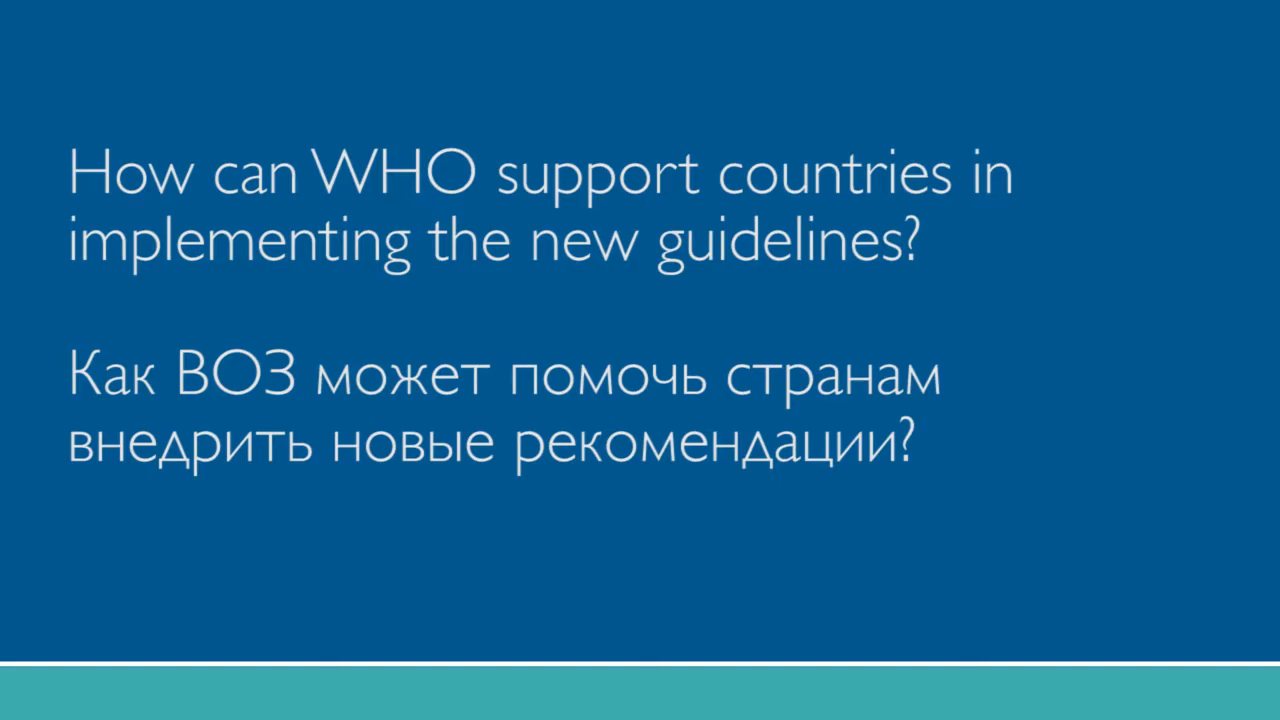 How can WHO support countries in
implementing the new guidelines?
Как ВОЗ может помочь странам
внедрить новые рекомендации?